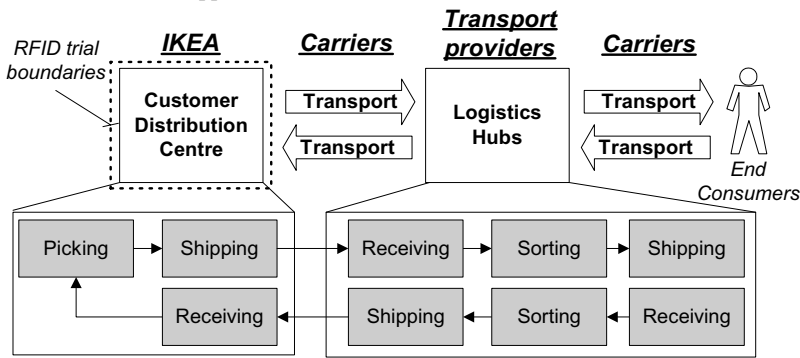 IKEA
Carriers
Transport
providers
Carriers
RFID trial
boundaries
Customer
Distribution
Centre
Transport
Transport
Logistics
Hubs
Transport
Transport
End
Consumers
Picking
Shipping
Receiving
Sorting
Shipping
Receiving
Shipping
Sorting
Receiving